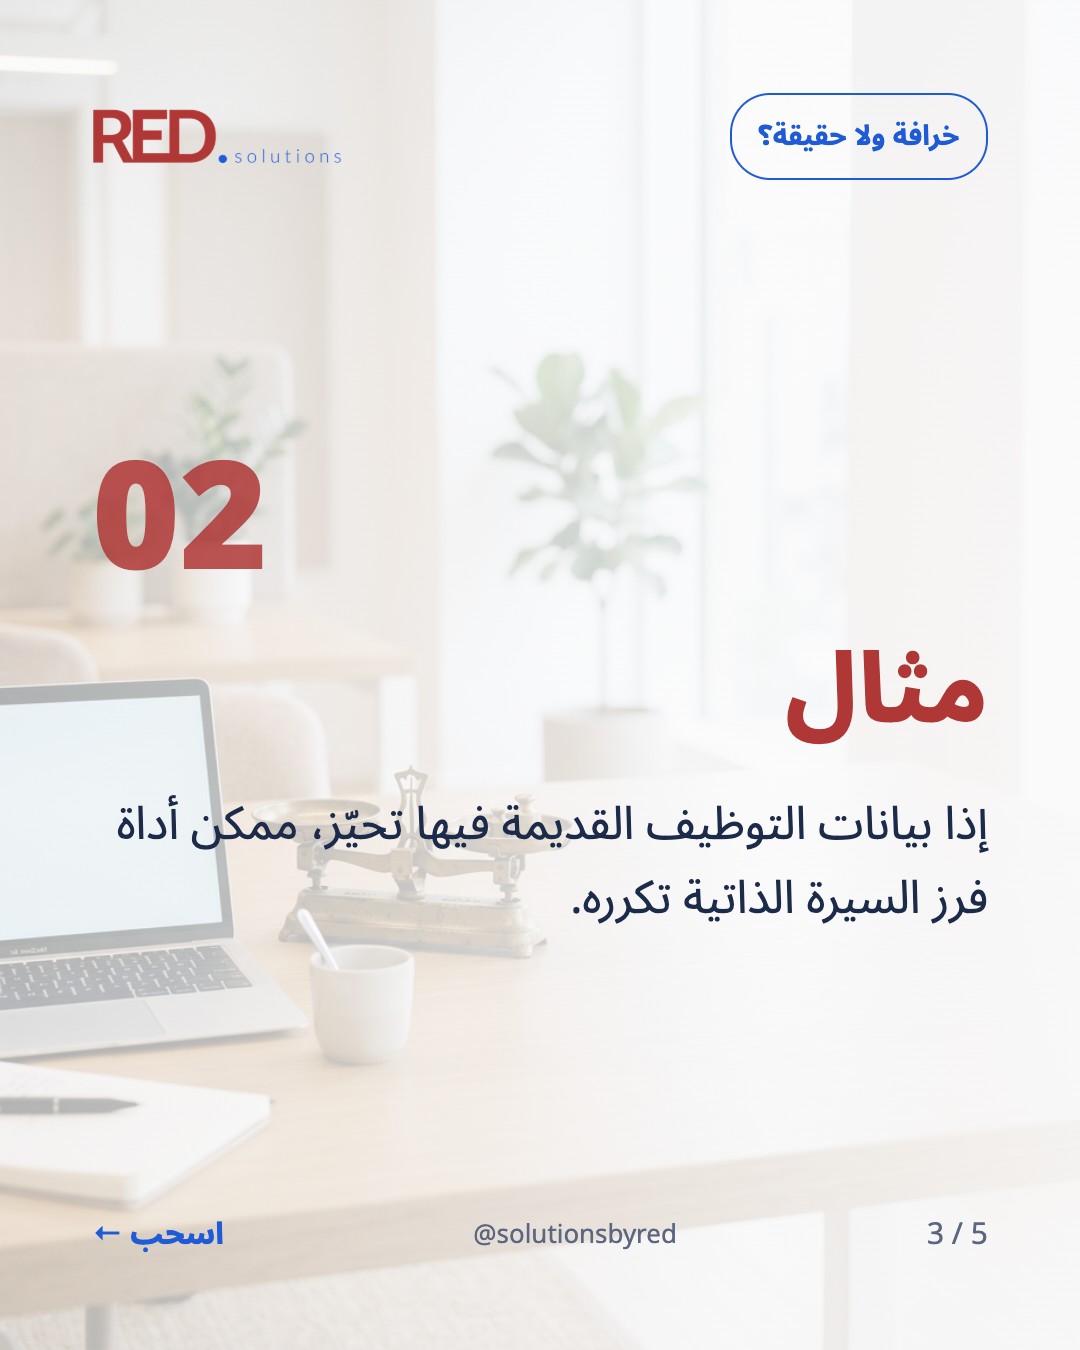 RED.solutions
خرافة ولا حقيقة؟
02
مثال
إذا بيانات التوظيف القديمة فيها تحيّز، ممكن أداة
فرز السيرة الذاتية تكرره.
اسحب ←
@solutionsbyred
3 / 5